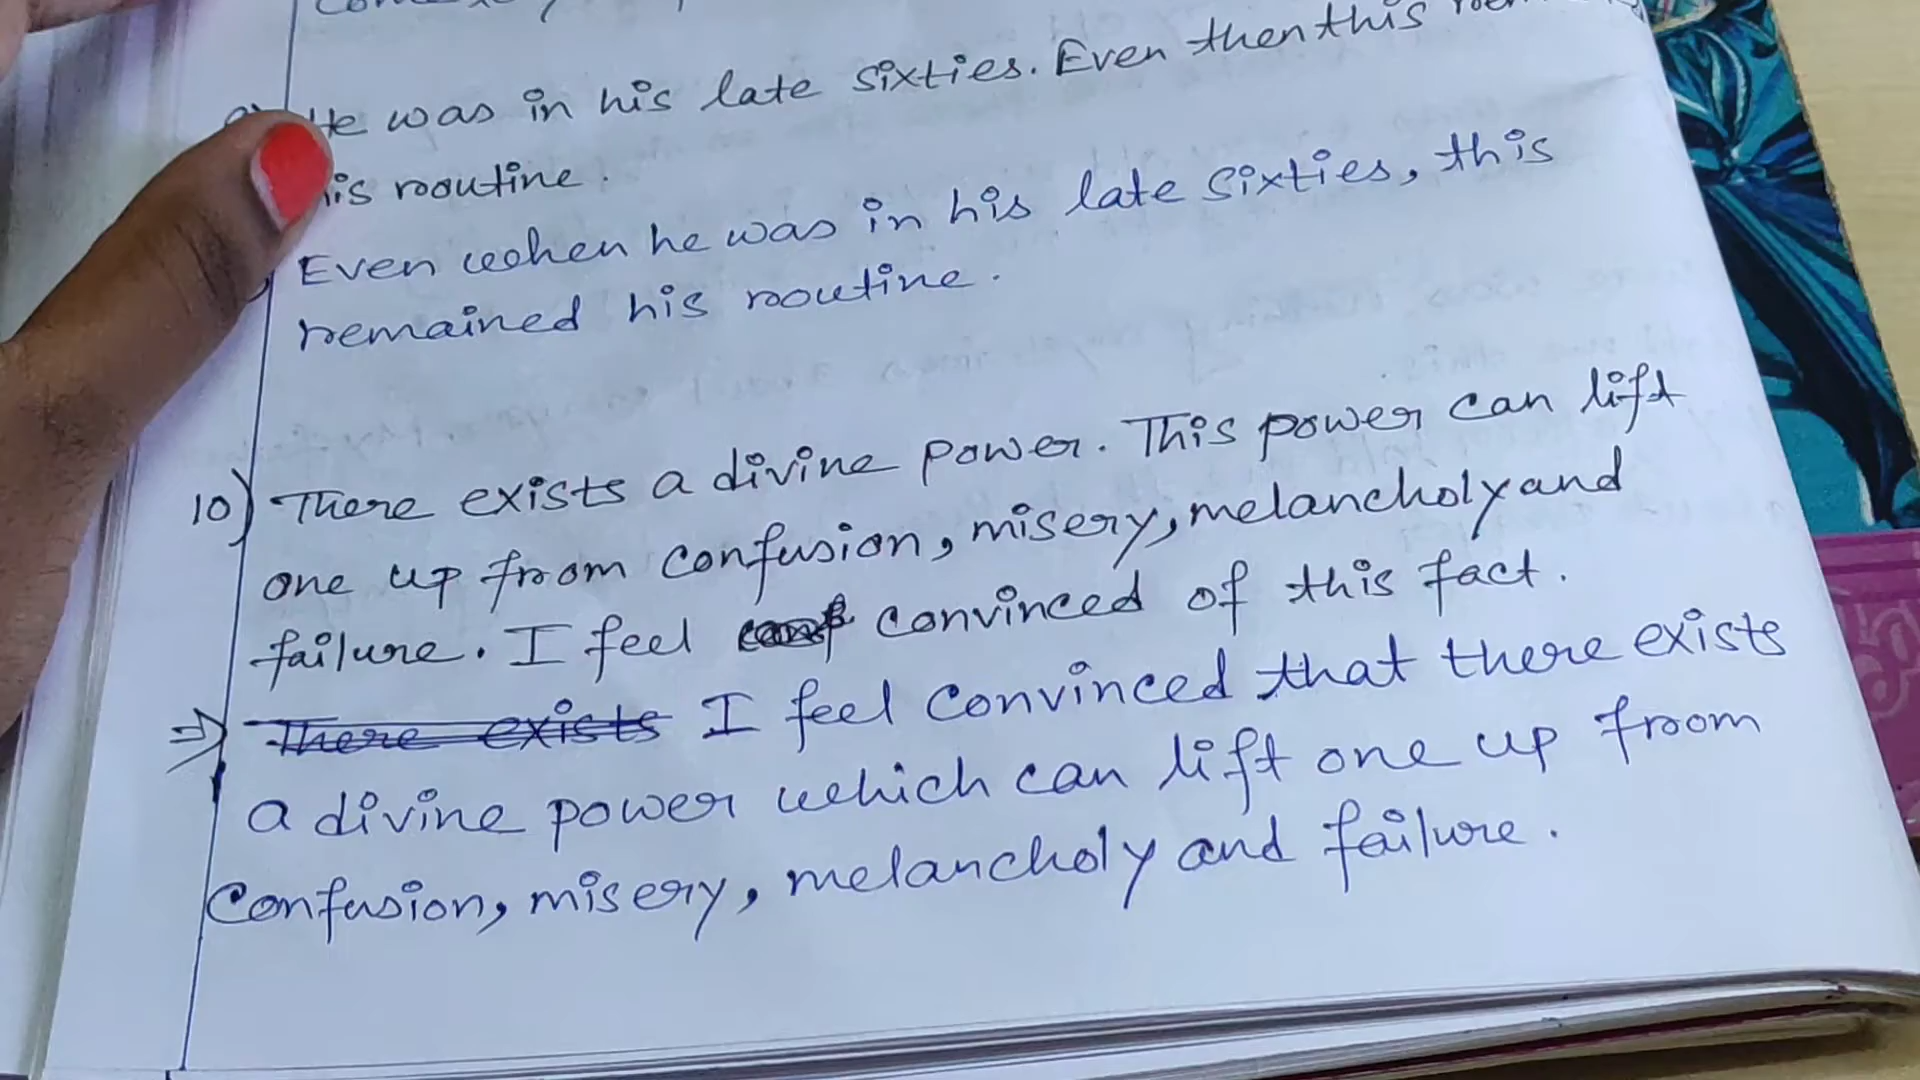 He was in his late sixties. Even then this
is routine.
Even when he was in his late sixties, this
remained his routine.
10) There exists a divine power. This power can lift
one up from confusion, misery, melancholy and
failure. I feel convinced of this fact.
⇒ There exists I feel convinced that there exists
a divine power which can lift one up from
Confusion, misery, melancholy and failure.